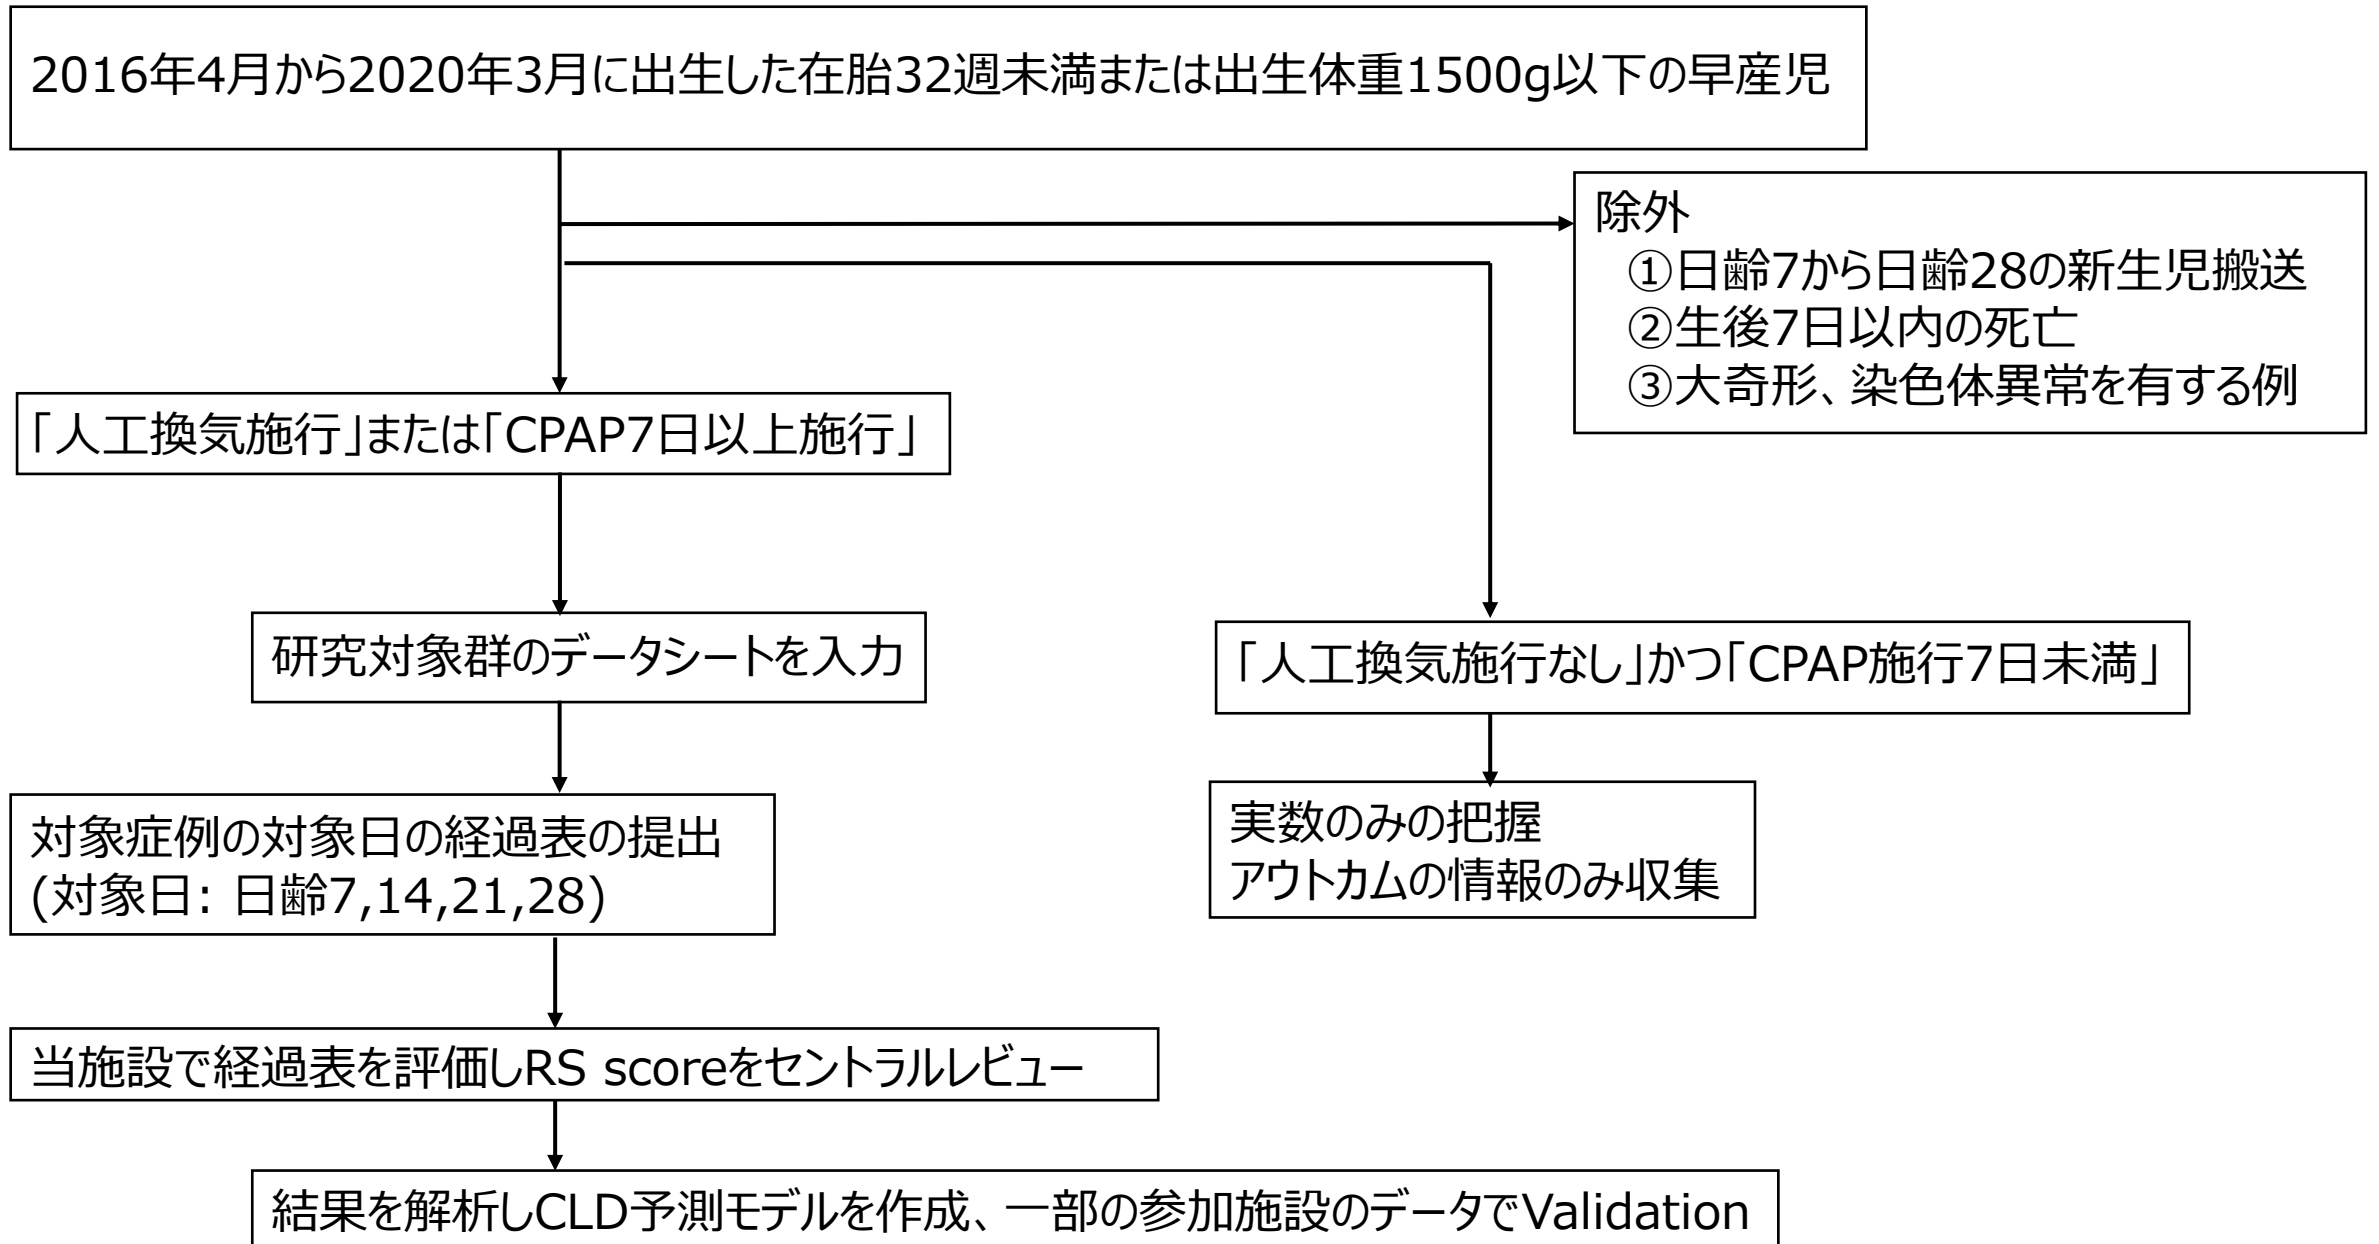 2016年4月から2020年3月に出生した在胎32週未満または出生体重1500g以下の早産児
除外
①日齢7から日齢28の新生児搬送
②生後7日以内の死亡
③大奇形、染色体異常を有する例
「人工換気施行」または「CPAP7日以上施行」
研究対象群のデータシートを入力
「人工換気施行なし」かつ「CPAP施行7日未満」
対象症例の対象日の経過表の提出
(対象日: 日齢7,14,21,28)
実数のみの把握
アウトカムの情報のみ収集
当施設で経過表を評価しRS scoreをセントラルレビュー
結果を解析しCLD予測モデルを作成、一部の参加施設のデータでValidation